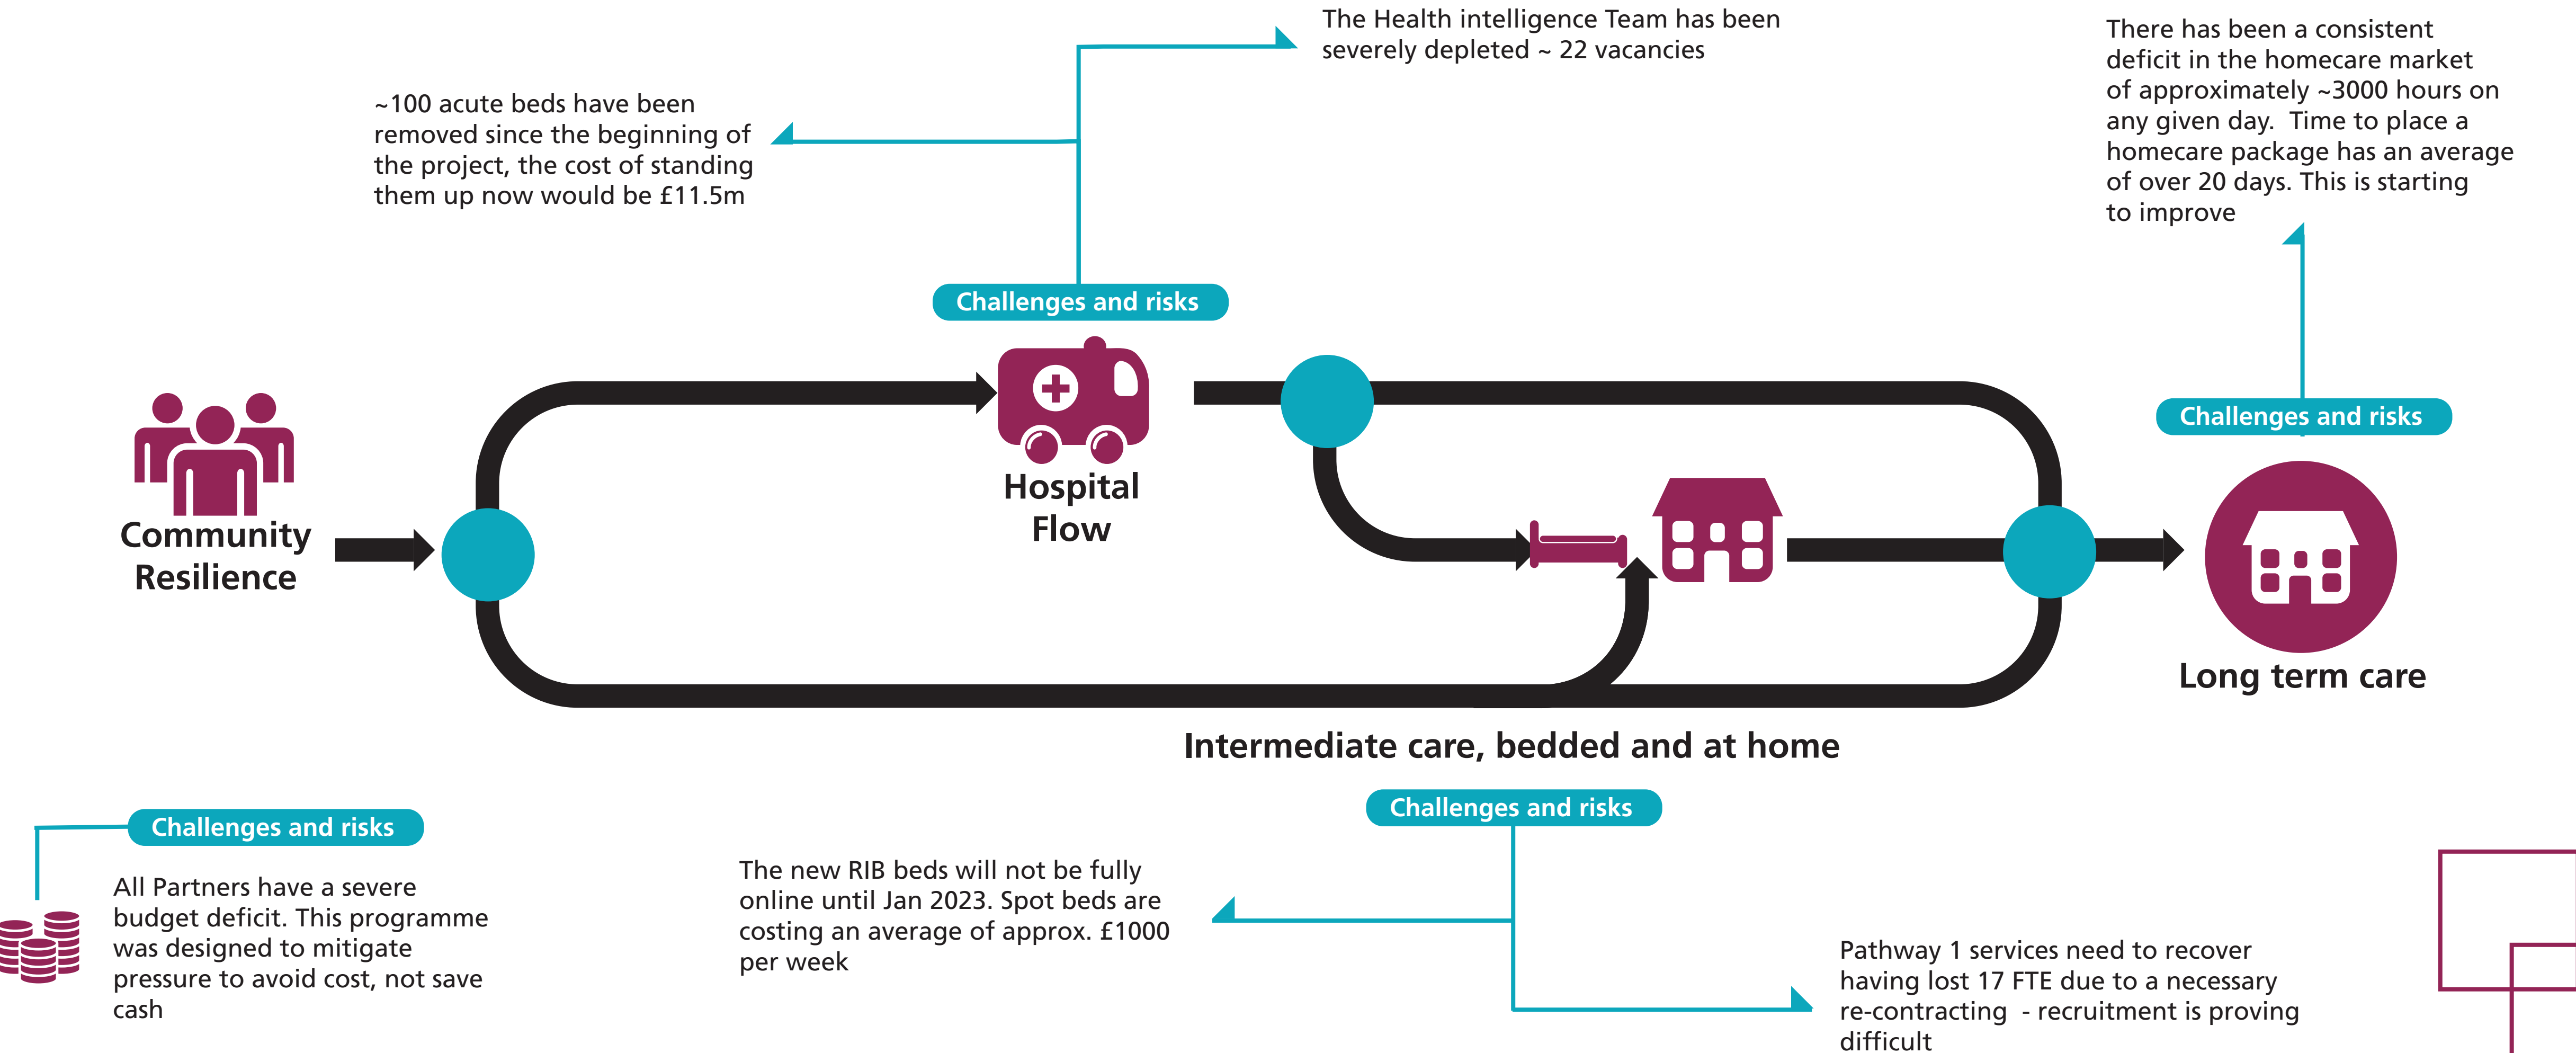 The Health intelligence Team has been
severely depleted ~ 22 vacancies
~100 acute beds have been
removed since the beginning of
the project, the cost of standing
them up now would be £11.5m
There has been a consistent
deficit in the homecare market
of approximately ~3000 hours on
any given day.  Time to place a
homecare package has an average
of over 20 days. This is starting
to improve
Challenges and risks
Challenges and risks
Community
Resilience
Hospital
Flow
Long term care
Intermediate care, bedded and at home
Challenges and risks
All Partners have a severe
budget deficit. This programme
was designed to mitigate
pressure to avoid cost, not save
cash
Challenges and risks
The new RIB beds will not be fully
online until Jan 2023. Spot beds are
costing an average of approx. £1000
per week
Pathway 1 services need to recover
having lost 17 FTE due to a necessary
re-contracting  - recruitment is proving
difficult